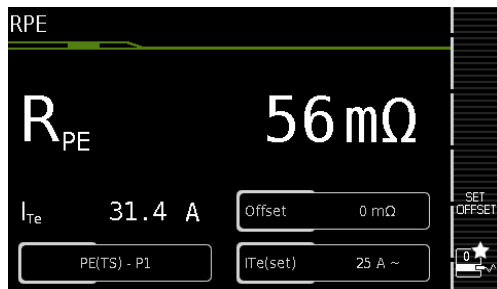 RPE
RPE 56 mΩ
ITe 31.4 A
Offset 0 mΩ
SET
OFFSET
PE(TS) - P1
ITe(set) 25 A ~
0